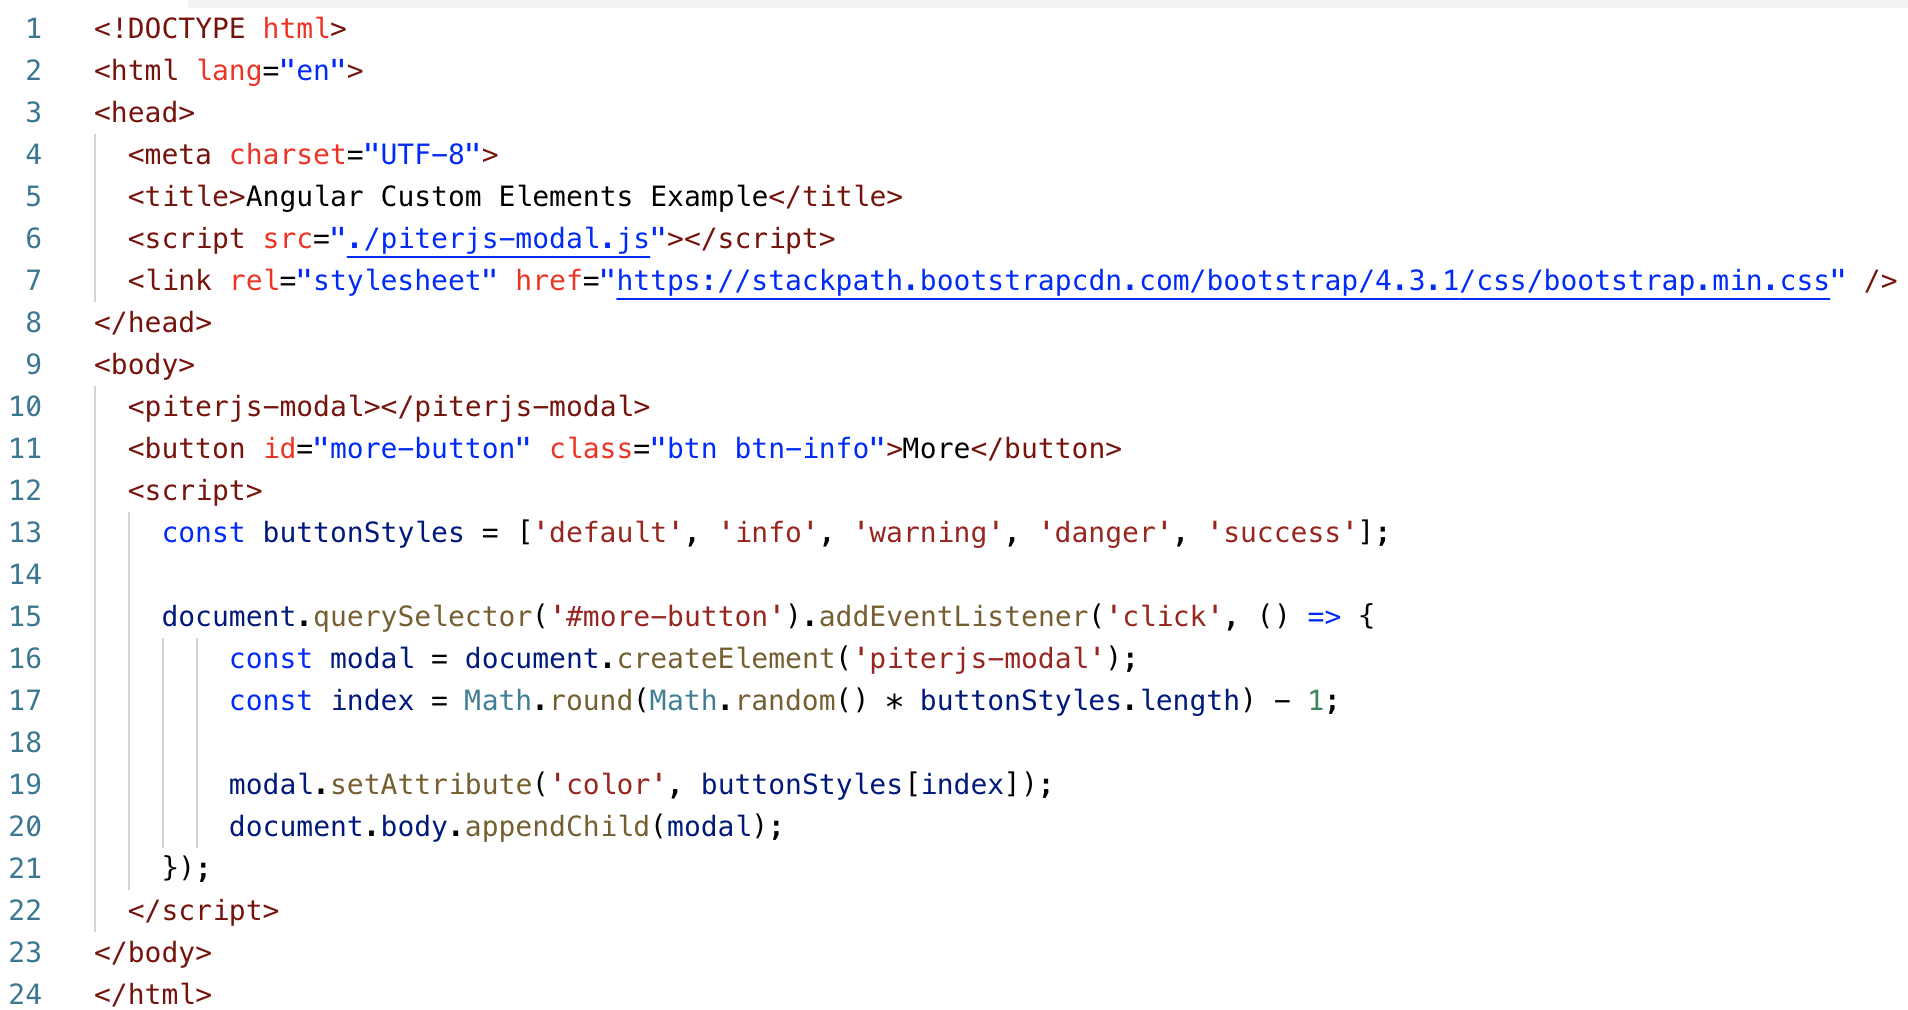 1 <!DOCTYPE html>
2 <html lang="en">
3 <head>
4 <meta charset="UTF-8">
5 <title>Angular Custom Elements Example</title>
6 <script src="./piterjs-modal.js"></script>
7 <link rel="stylesheet" href="https://stackpath.bootstrapcdn.com/bootstrap/4.3.1/css/bootstrap.min.css" />
8 </head>
9 <body>
10 <piterjs-modal></piterjs-modal>
11 <button id="more-button" class="btn btn-info">More</button>
12 <script>
13 const buttonStyles = ['default', 'info', 'warning', 'danger', 'success'];
14
15 document.querySelector('#more-button').addEventListener('click', () => {
16 const modal = document.createElement('piterjs-modal');
17 const index = Math.round(Math.random() * buttonStyles.length) - 1;
18
19 modal.setAttribute('color', buttonStyles[index]);
20 document.body.appendChild(modal);
21 });
22 </script>
23 </body>
24 </html>